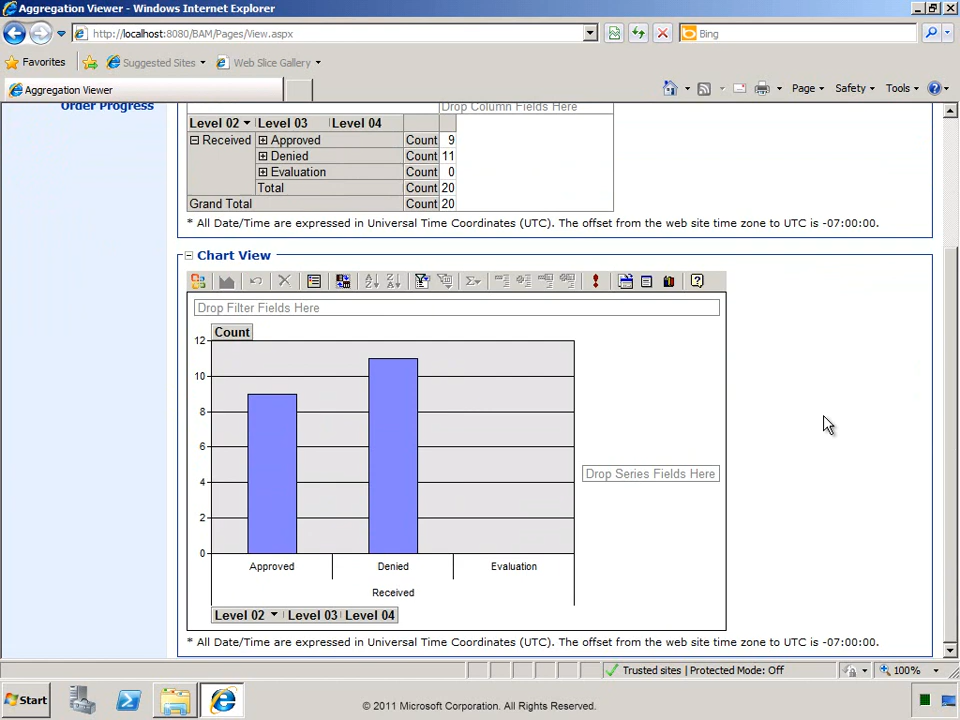 Aggregation Viewer - Windows Internet Explorer
http://localhost:8080/BAM/Pages/View.aspx
Bing
Favorites
Suggested Sites
Web Slice Gallery
Aggregation Viewer
Page
Safety
Tools
Order Progress
Drop Column Fields Here
Level 02 Level 03 Level 04
Received Approved Count 9
Denied Count 11
Evaluation Count 0
Total Count 20
Grand Total Count 20
* All Date/Time are expressed in Universal Time Coordinates (UTC). The offset from the web site time zone to UTC is -07:00:00.
Chart View
Drop Filter Fields Here
Count
12
10
8
6
4
2
0
Drop Series Fields Here
Approved Denied Evaluation
Received
Level 02 Level 03 Level 04
* All Date/Time are expressed in Universal Time Coordinates (UTC). The offset from the web site time zone to UTC is -07:00:00.
Trusted sites | Protected Mode: Off
100%
Start
© 2011 Microsoft Corporation. All Rights Reserved.